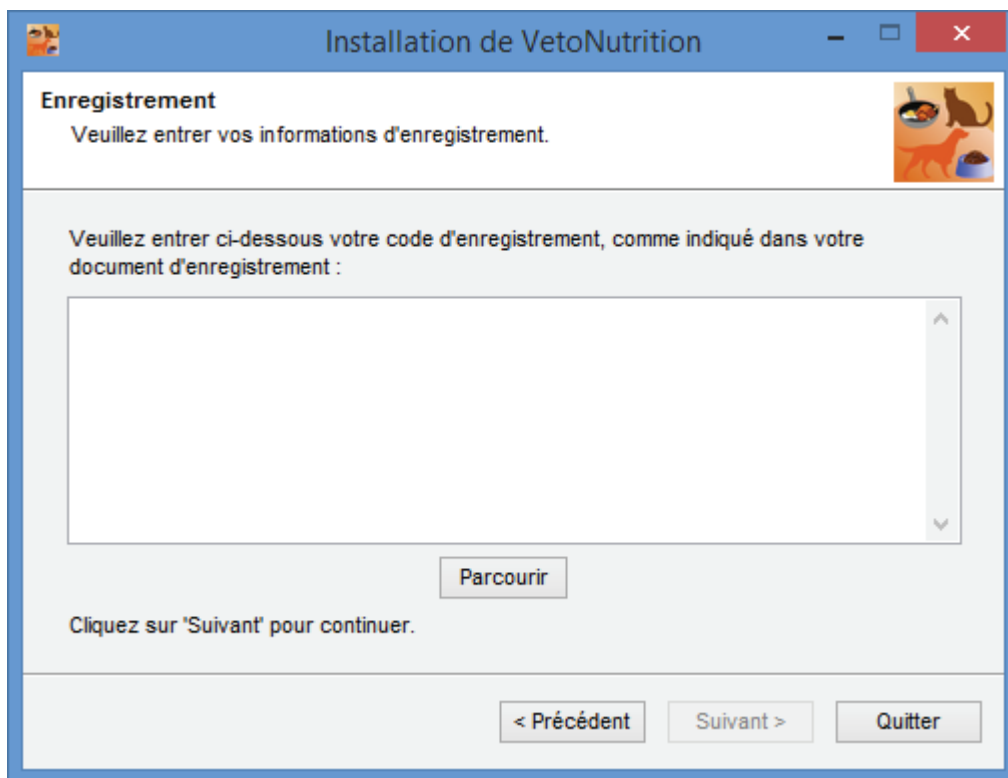 Installation de VetoNutrition
Enregistrement
Veuillez entrer vos informations d'enregistrement.
Veuillez entrer ci-dessous votre code d'enregistrement, comme indiqué dans votre
document d'enregistrement :
Parcourir
Cliquez sur 'Suivant' pour continuer.
< Précédent
Suivant >
Quitter